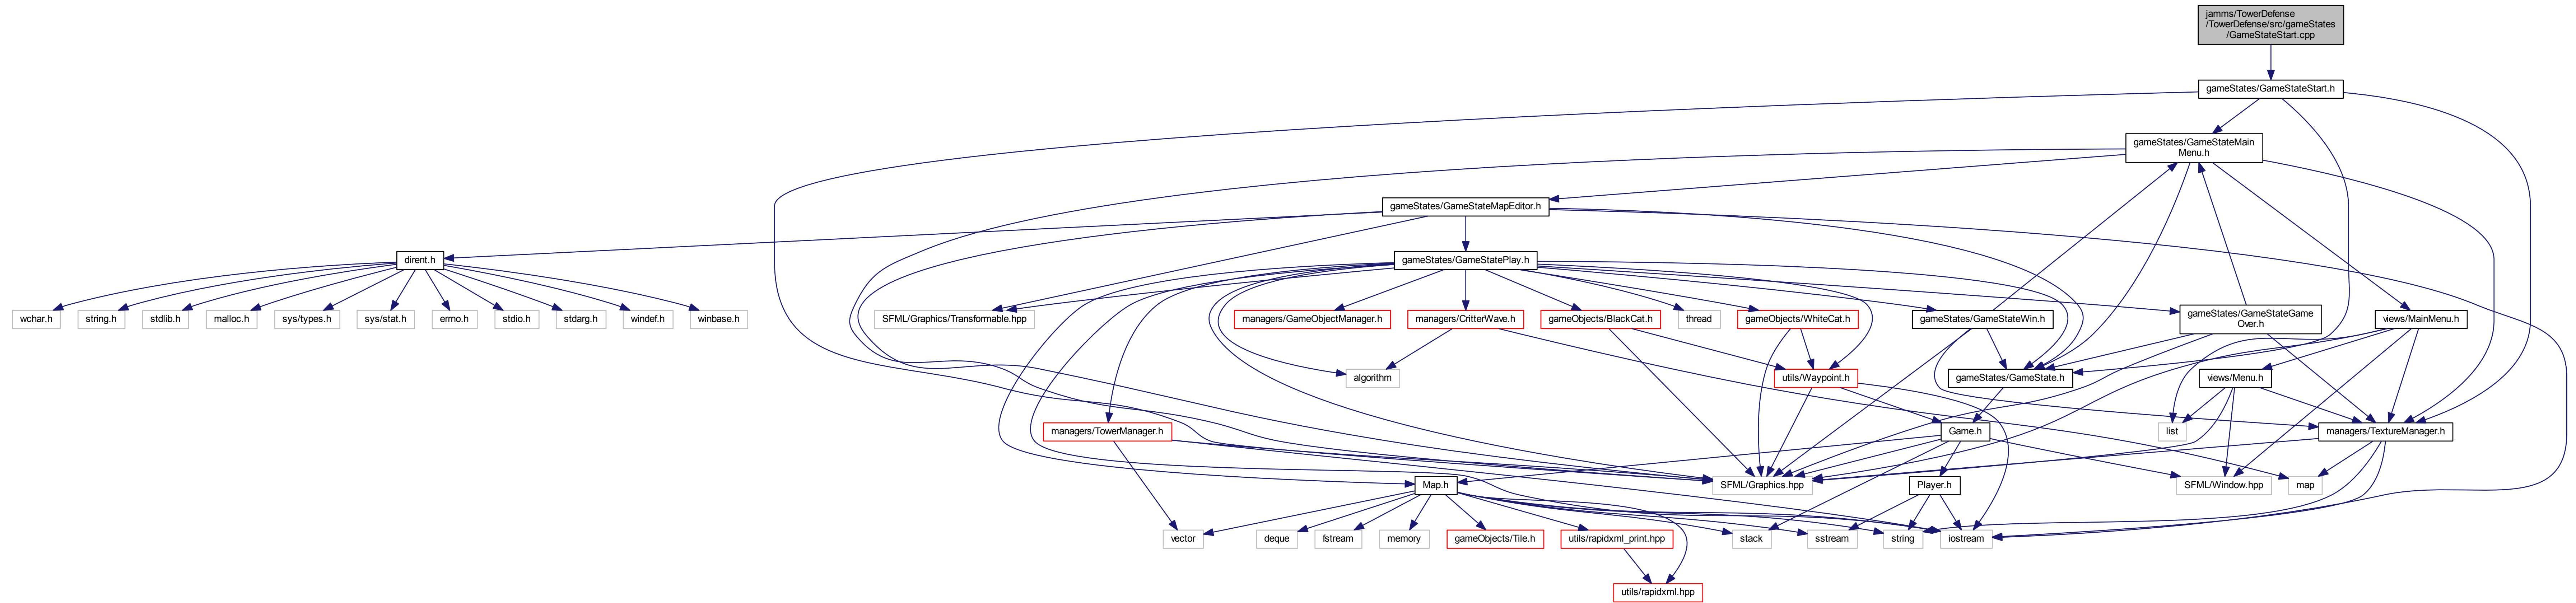 jamms/TowerDefense
/TowerDefense/src/gameStates
/GameStateStart.cpp
gameStates/GameStateStart.h
gameStates/GameStateMain
Menu.h
gameStates/GameStateMapEditor.h
dirent.h
gameStates/GameStatePlay.h
wchar.h
string.h
stdlib.h
malloc.h
sys/types.h
sys/stat.h
errno.h
stdio.h
stdarg.h
windef.h
winbase.h
SFML/Graphics/Transformable.hpp
managers/GameObjectManager.h
managers/CritterWave.h
gameObjects/BlackCat.h
thread
gameObjects/WhiteCat.h
gameStates/GameStateWin.h
gameStates/GameStateGame
Over.h
views/MainMenu.h
algorithm
utils/Waypoint.h
gameStates/GameState.h
views/Menu.h
managers/TowerManager.h
Game.h
list
managers/TextureManager.h
Map.h
SFML/Graphics.hpp
Player.h
SFML/Window.hpp
map
vector
deque
fstream
memory
gameObjects/Tile.h
utils/rapidxml_print.hpp
stack
sstream
string
iostream
utils/rapidxml.hpp